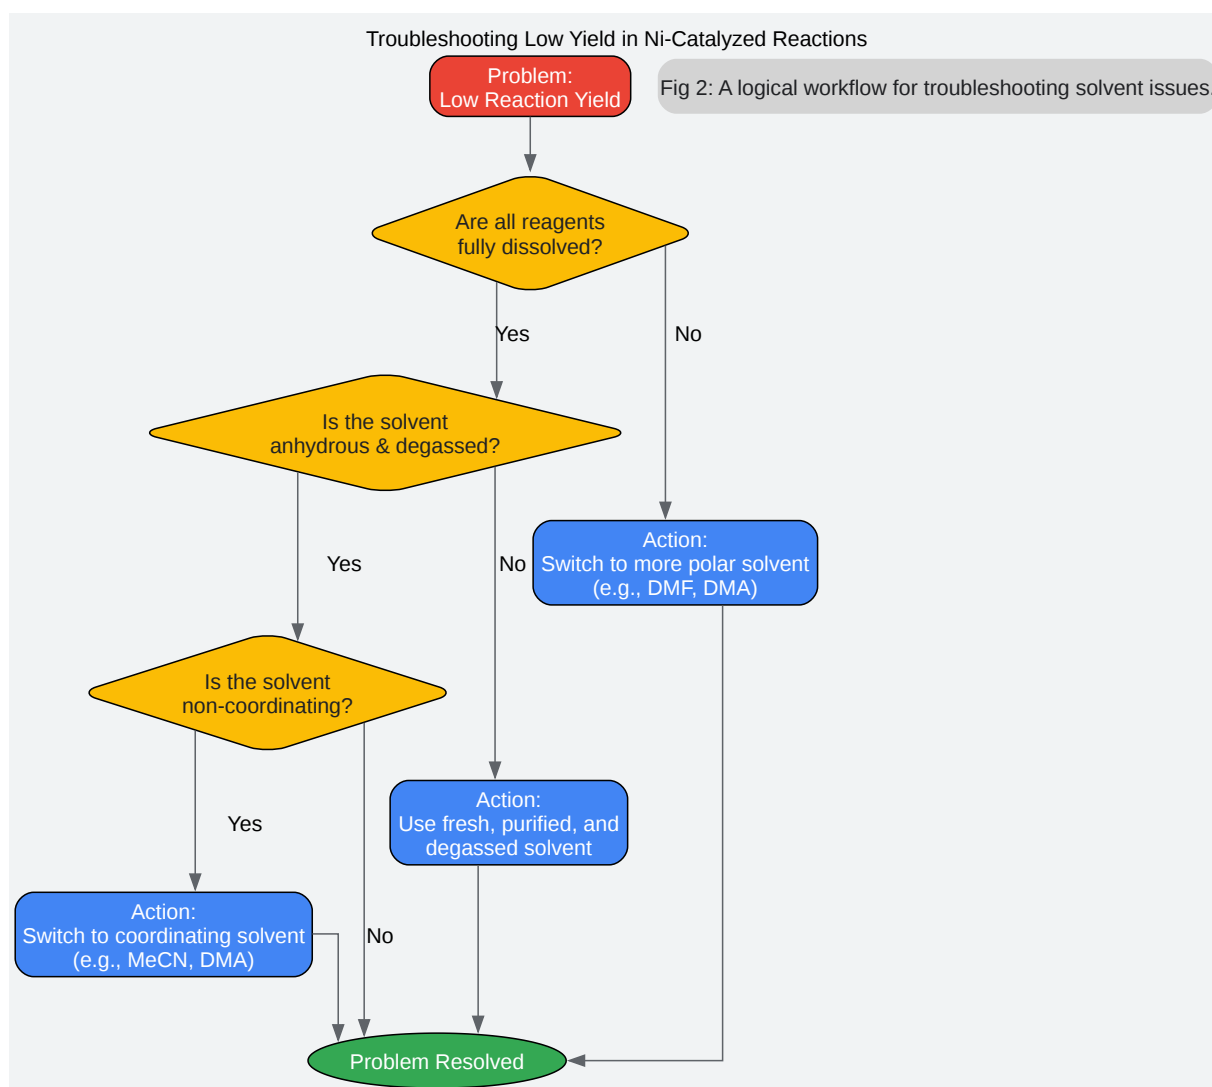 Troubleshooting Low Yield in Ni-Catalyzed Reactions
Problem:
Low Reaction Yield
Fig 2: A logical workflow for troubleshooting solvent issues.
Are all reagents
fully dissolved?
Yes
No
Is the solvent
anhydrous & degassed?
Yes
No
Action:
Switch to more polar solvent
(e.g., DMF, DMA)
Is the solvent
non-coordinating?
Action:
Use fresh, purified, and
degassed solvent
Yes
No
Action:
Switch to coordinating solvent
(e.g., MeCN, DMA)
Problem Resolved